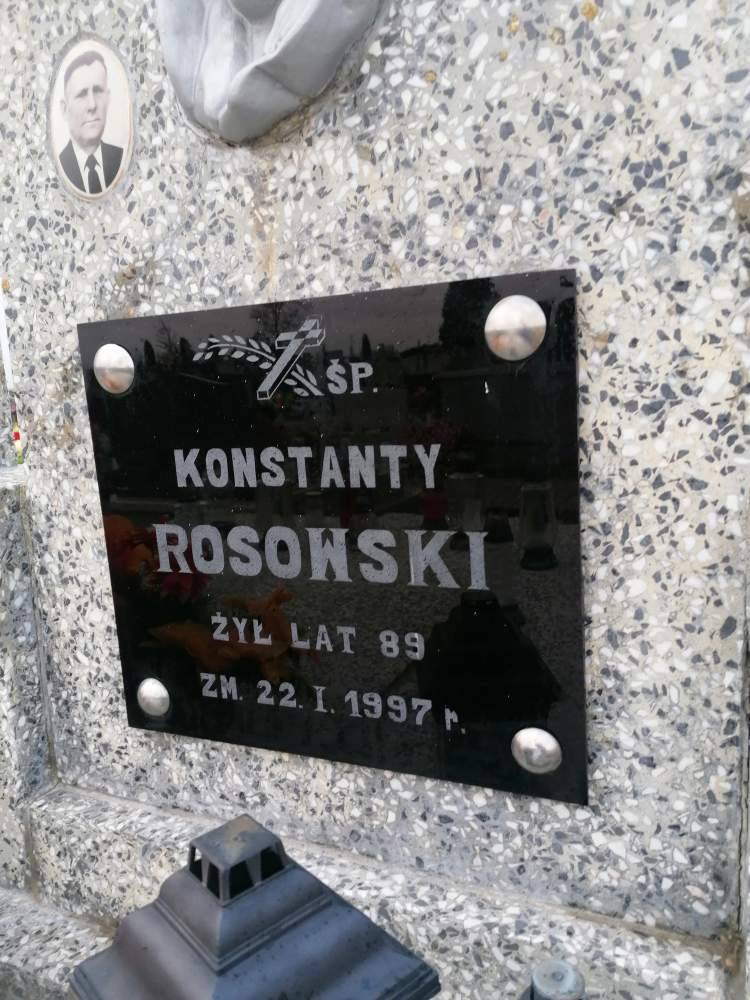 ŚP.
KONSTANTY
ROSOWSKI
ŻYŁ LAT 89
ZM. 22. I. 1997 r.